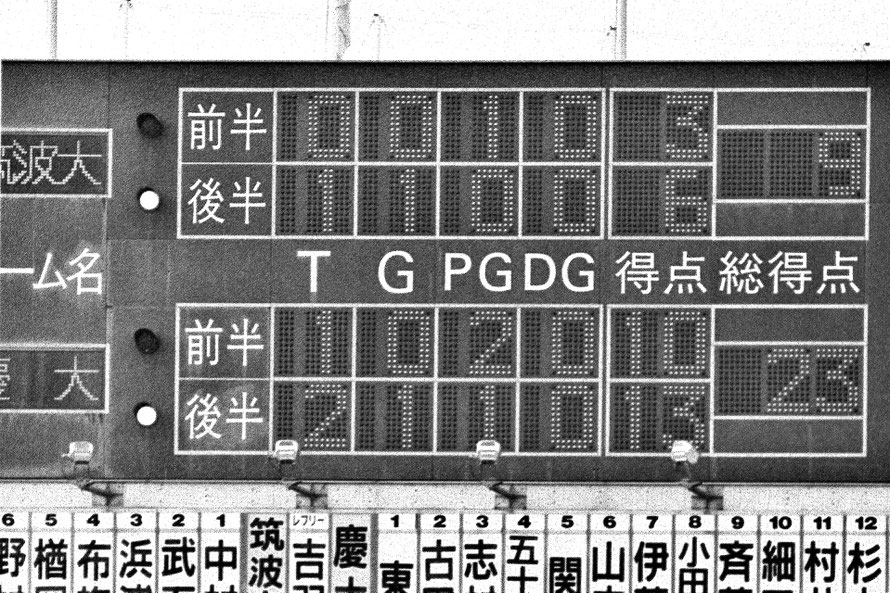 前半 0 0 1 0 3
筑波大 9
後半 1 1 0 0 6
ーム名 T G PG DG 得点 総得点
前半 1 0 2 0 10
慶大 23
後半 2 1 1 0 13
6 5 4 3 2 1 レフリー 1 2 3 4 5 6 7 8 9 10 11 12
野 楢 布 浜 武 中 筑波 吉 慶 東 古 志 五十 関 山 伊 小田 斉 細 村 杉